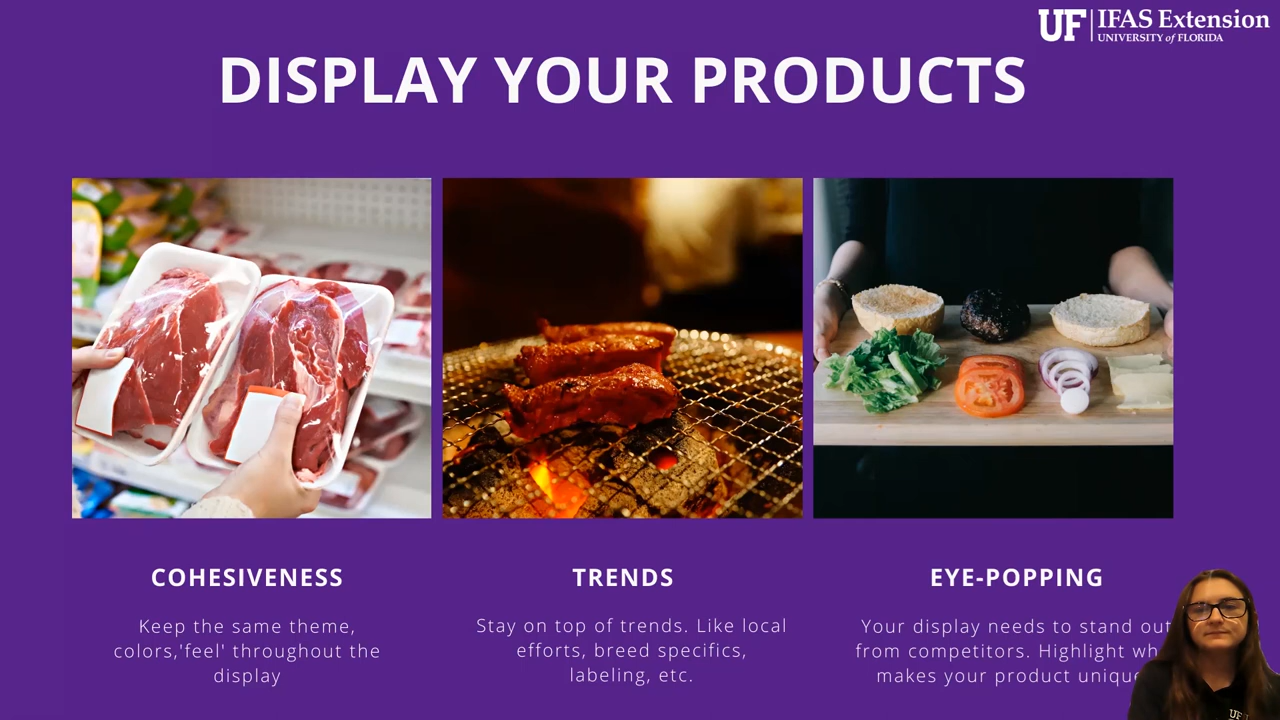 UF IFAS Extension
UNIVERSITY of FLORIDA
DISPLAY YOUR PRODUCTS
COHESIVENESS
Keep the same theme,
colors,'feel' throughout the
display
TRENDS
Stay on top of trends. Like local
efforts, breed specifics,
labeling, etc.
EYE-POPPING
Your display needs to stand out
from competitors. Highlight
makes your product unique
UF